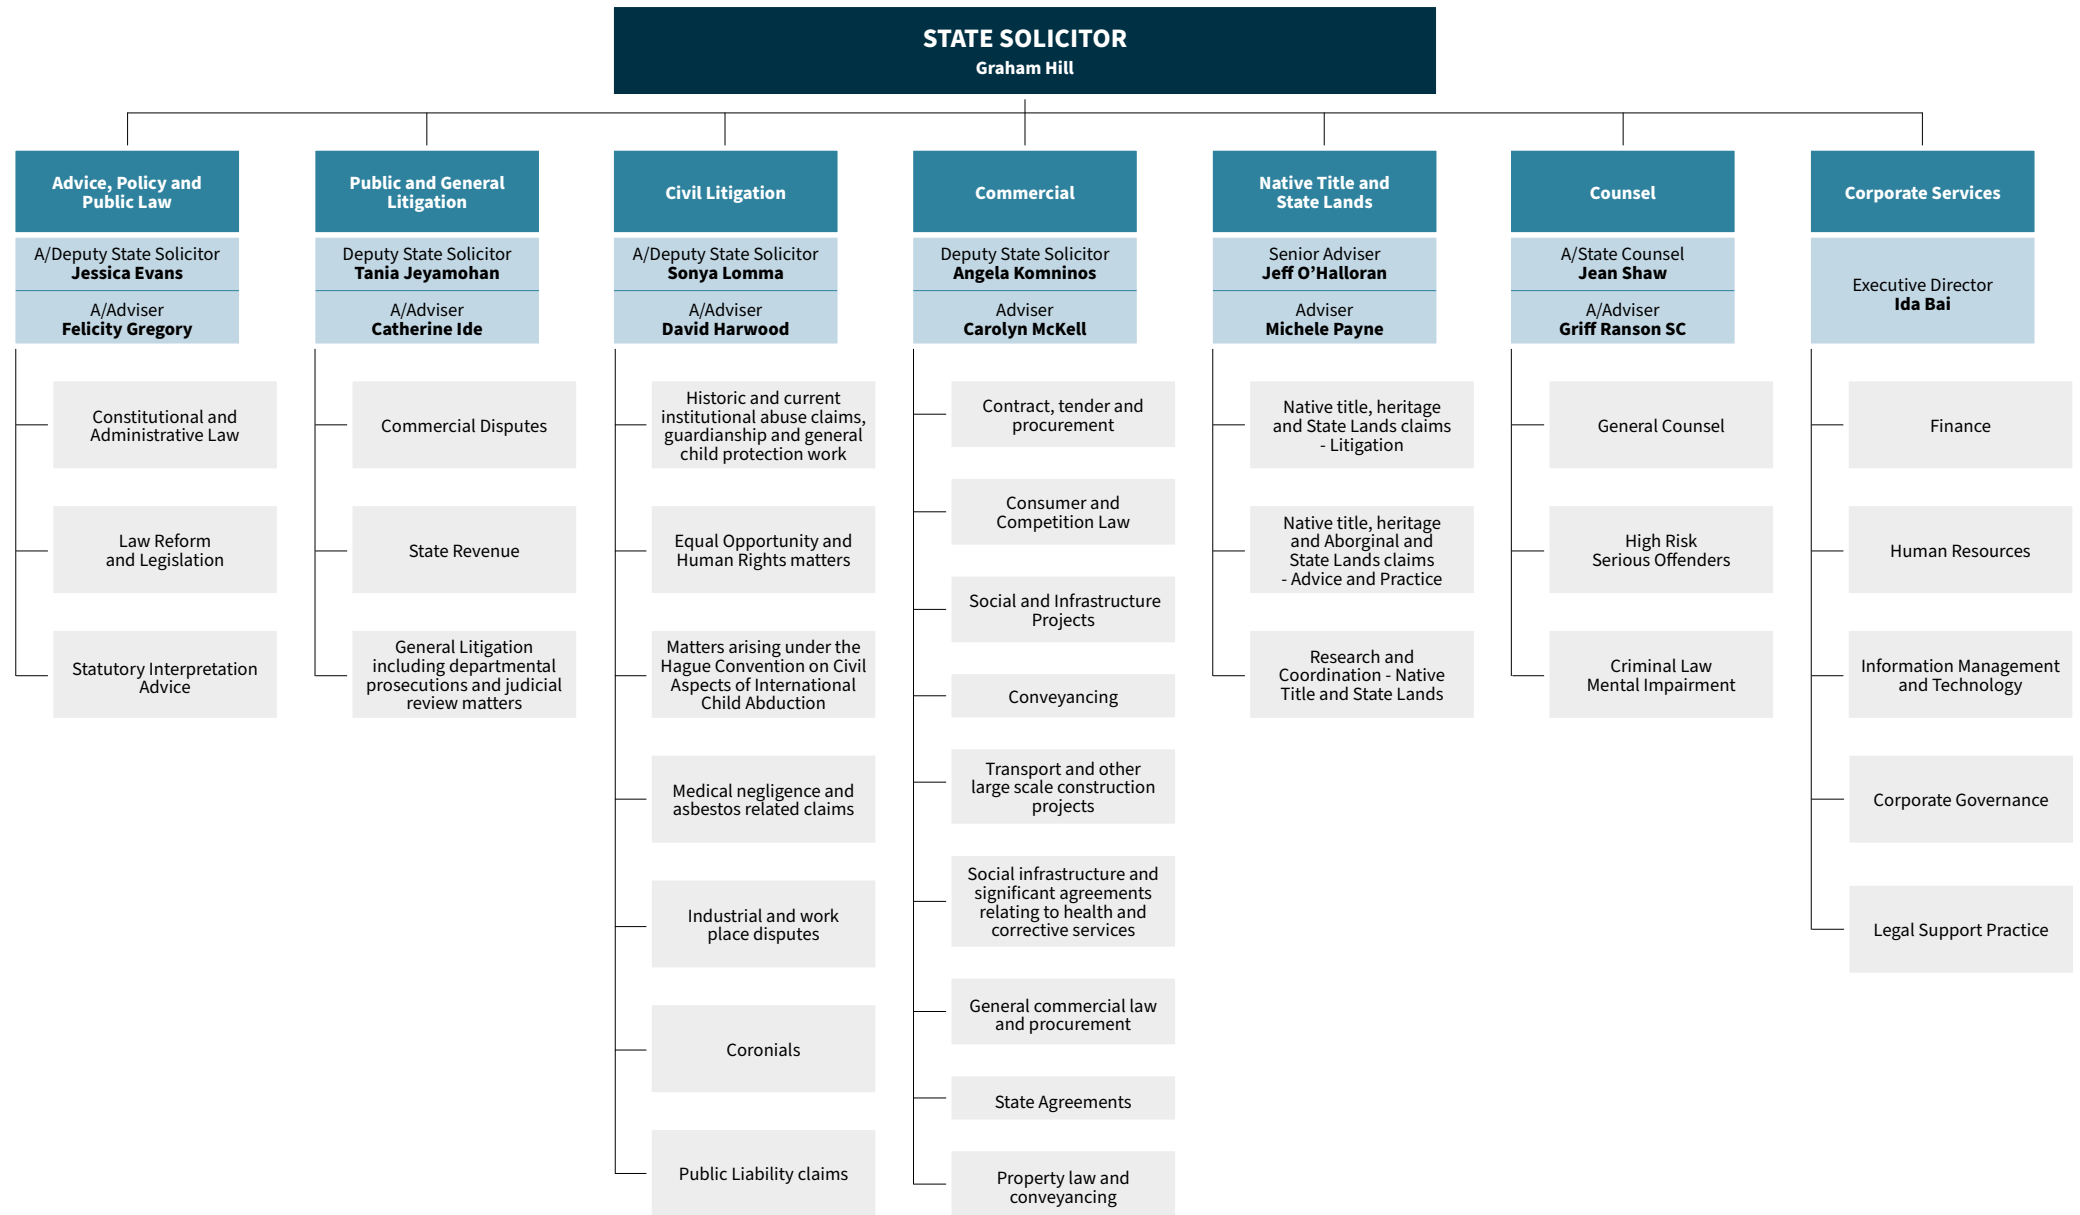 STATE SOLICITOR
Graham Hill
Advice, Policy and
Public Law
A/Deputy State Solicitor
Jessica Evans
A/Adviser
Felicity Gregory
Constitutional and
Administrative Law
Law Reform
and Legislation
Statutory Interpretation
Advice
Public and General
Litigation
Deputy State Solicitor
Tania Jeyamohan
A/Adviser
Catherine Ide
Commercial Disputes
State Revenue
General Litigation
including departmental
prosecutions and judicial
review matters
Civil Litigation
A/Deputy State Solicitor
Sonya Lomma
A/Adviser
David Harwood
Historic and current
institutional abuse claims,
guardianship and general
child protection work
Equal Opportunity and
Human Rights matters
Matters arising under the
Hague Convention on Civil
Aspects of International
Child Abduction
Medical negligence and
asbestos related claims
Industrial and work
place disputes
Coronials
Public Liability claims
Commercial
Deputy State Solicitor
Angela Komninos
Adviser
Carolyn McKell
Contract, tender and
procurement
Consumer and
Competition Law
Social and Infrastructure
Projects
Conveyancing
Transport and other
large scale construction
projects
Social infrastructure and
significant agreements
relating to health and
corrective services
General commercial law
and procurement
State Agreements
Property law and
conveyancing
Native Title and
State Lands
Senior Adviser
Jeff O’Halloran
Adviser
Michele Payne
Native title, heritage
and State Lands claims
- Litigation
Native title, heritage
and Aborginal and
State Lands claims
- Advice and Practice
Research and
Coordination - Native
Title and State Lands
Counsel
A/State Counsel
Jean Shaw
A/Adviser
Griff Ranson SC
General Counsel
High Risk
Serious Offenders
Criminal Law
Mental Impairment
Corporate Services
Executive Director
Ida Bai
Finance
Human Resources
Information Management
and Technology
Corporate Governance
Legal Support Practice